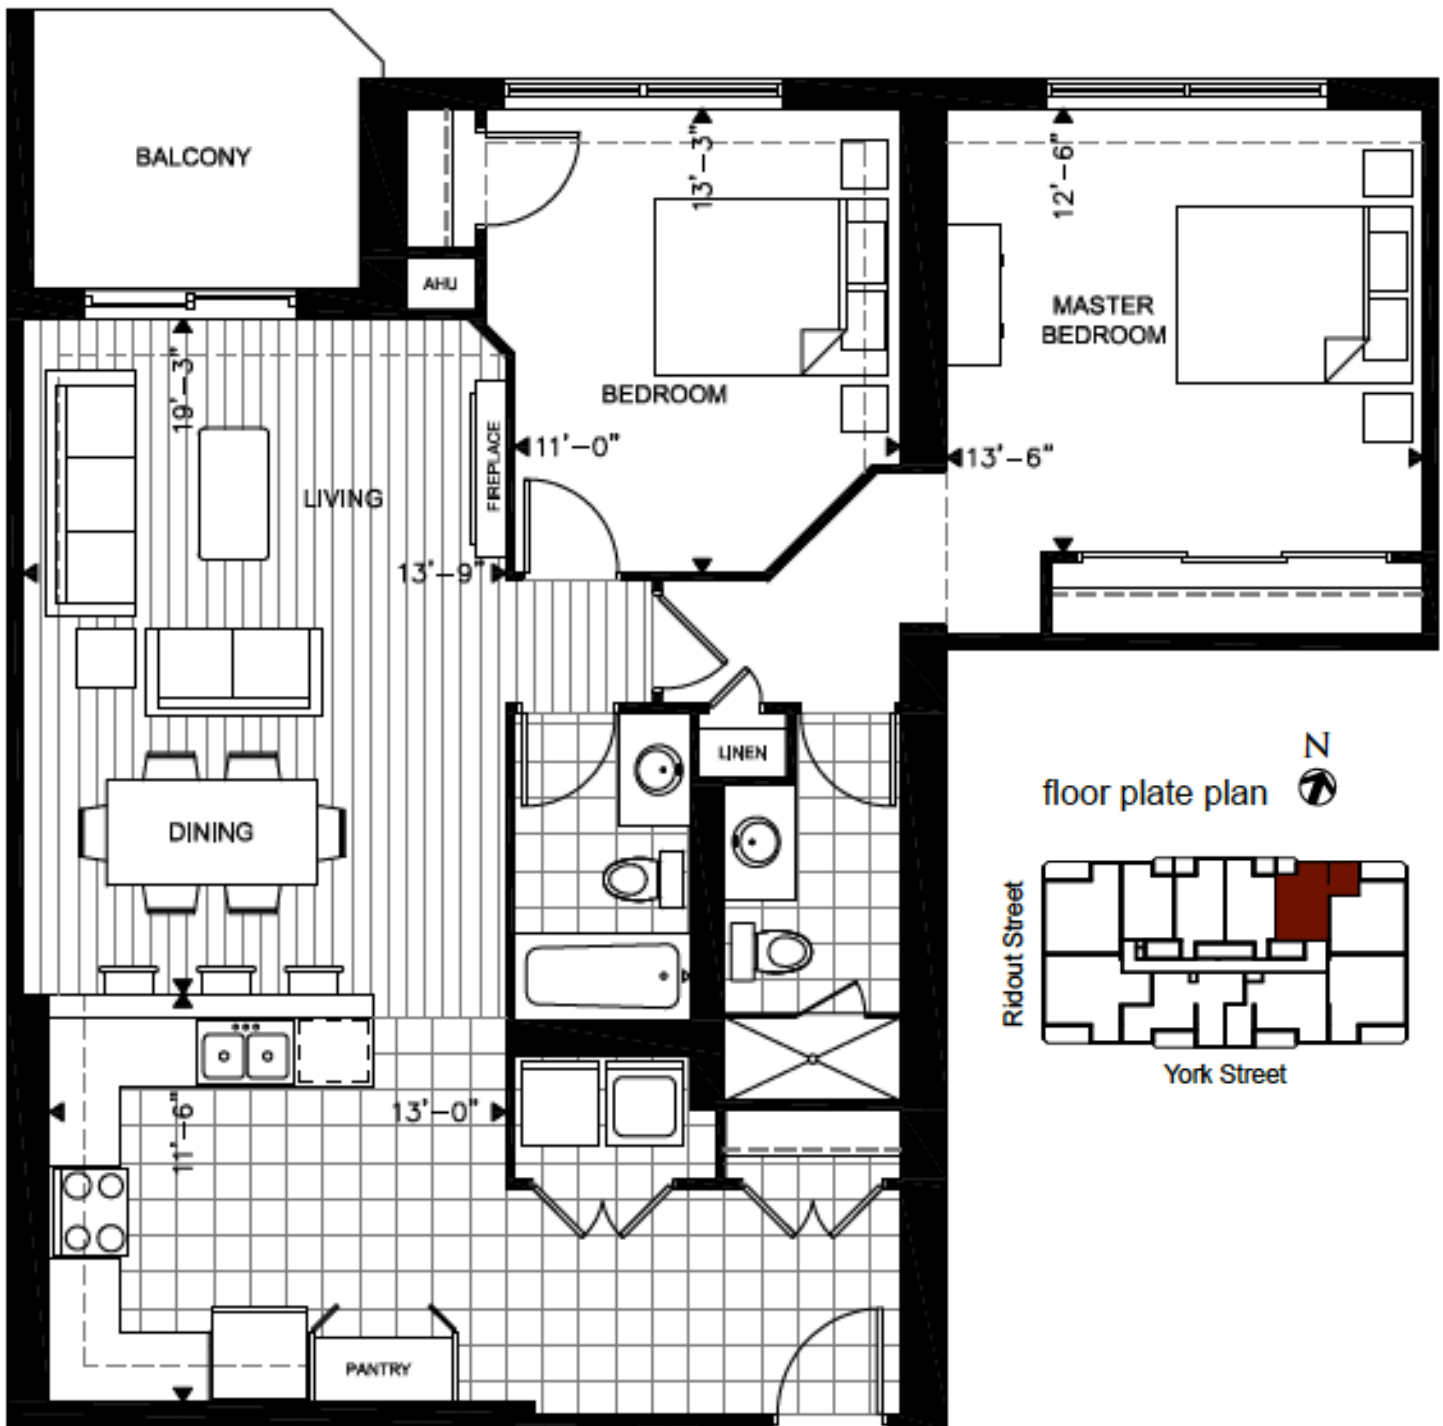 BALCONY
13'-3"
12'-6"
AHU
MASTER
BEDROOM
19'-3"
BEDROOM
11'-0"
13'-6"
FIREPLACE
LIVING
13'-9"
LINEN
N
floor plate plan
DINING
Ridout Street
York Street
13'-0"
11'-6"
PANTRY